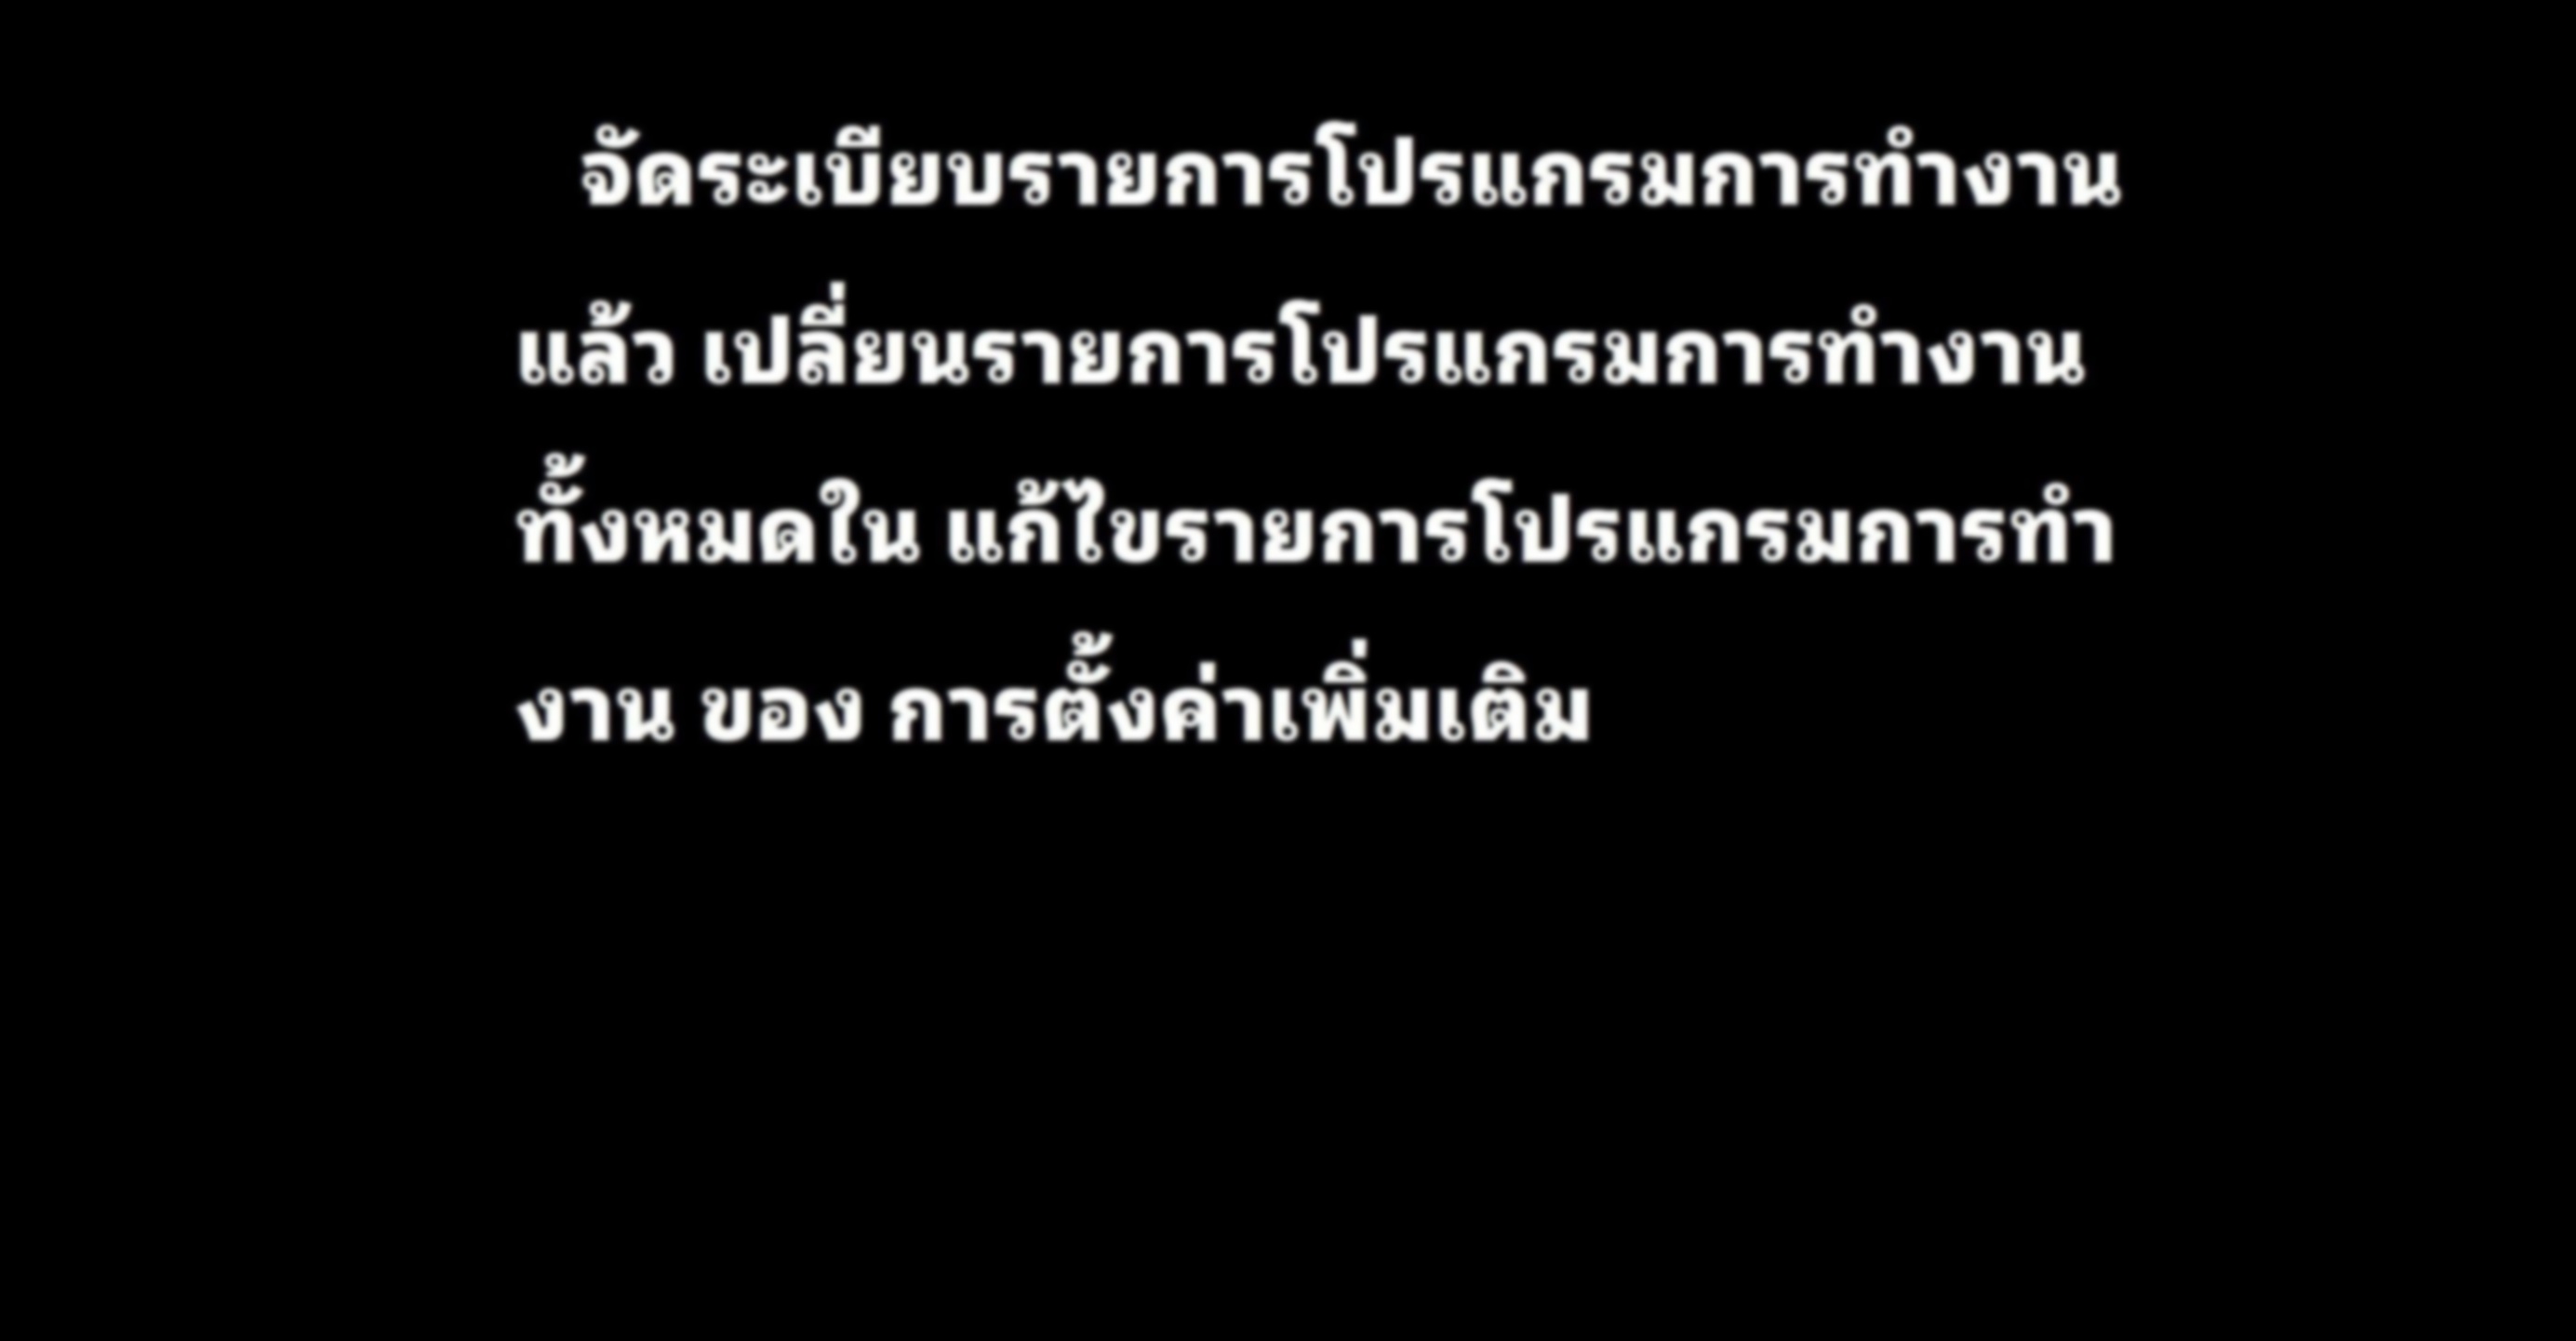 จัดระเบียบรายการโปรแกรมการทำงาน
แล้ว เปลี่ยนรายการโปรแกรมการทำงาน
ทั้งหมดใน แก้ไขรายการโปรแกรมการทำ
งาน ของ การตั้งค่าเพิ่มเติม